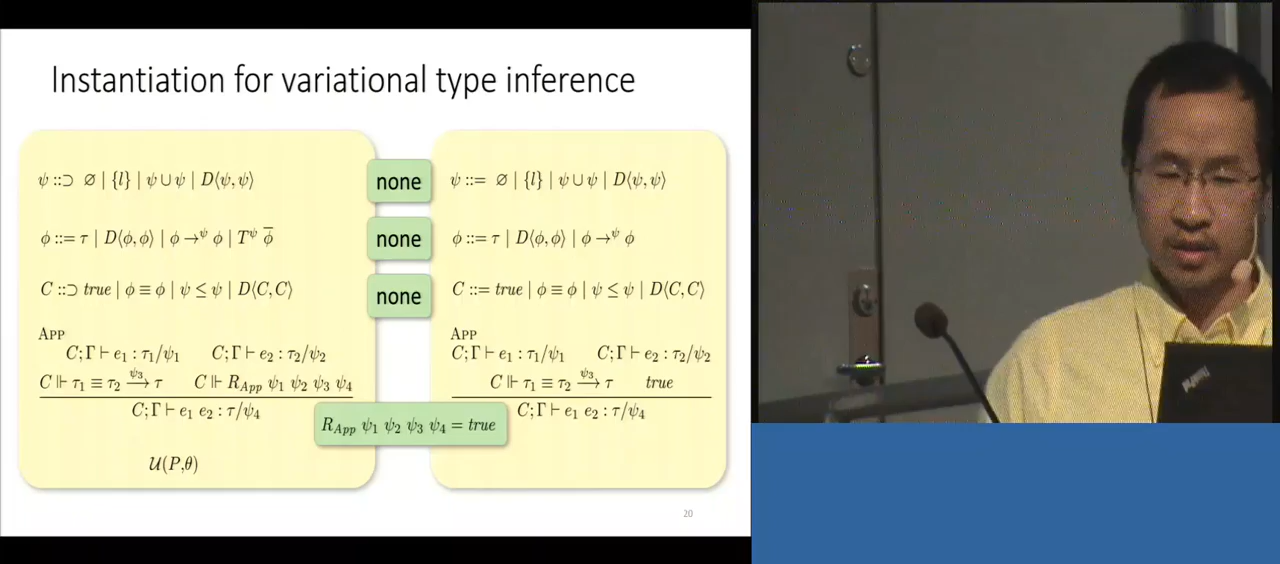 Instantiation for variational type inference
ψ ::⊃ ∅ | {l} | ψ ∪ ψ | D⟨ψ, ψ⟩
none
ψ ::= ∅ | {l} | ψ ∪ ψ | D⟨ψ, ψ⟩
ϕ ::= τ | D⟨ϕ, ϕ⟩ | ϕ →^ψ ϕ | T^ψ ϕ̅
none
ϕ ::= τ | D⟨ϕ, ϕ⟩ | ϕ →^ψ ϕ
C ::⊃ true | ϕ ≡ ϕ | ψ ≤ ψ | D⟨C, C⟩
none
C ::= true | ϕ ≡ ϕ | ψ ≤ ψ | D⟨C, C⟩
APP
C; Γ ⊢ e₁ : τ₁/ψ₁ C; Γ ⊢ e₂ : τ₂/ψ₂
C ⊩ τ₁ ≡ τ₂ —ψ₃→ τ C ⊩ R_App ψ₁ ψ₂ ψ₃ ψ₄
C; Γ ⊢ e₁ e₂ : τ/ψ₄
𝒰(P,θ)
R_App ψ₁ ψ₂ ψ₃ ψ₄ = true
APP
C; Γ ⊢ e₁ : τ₁/ψ₁ C; Γ ⊢ e₂ : τ₂/ψ₂
C ⊩ τ₁ ≡ τ₂ —ψ₃→ τ true
C; Γ ⊢ e₁ e₂ : τ/ψ₄
20